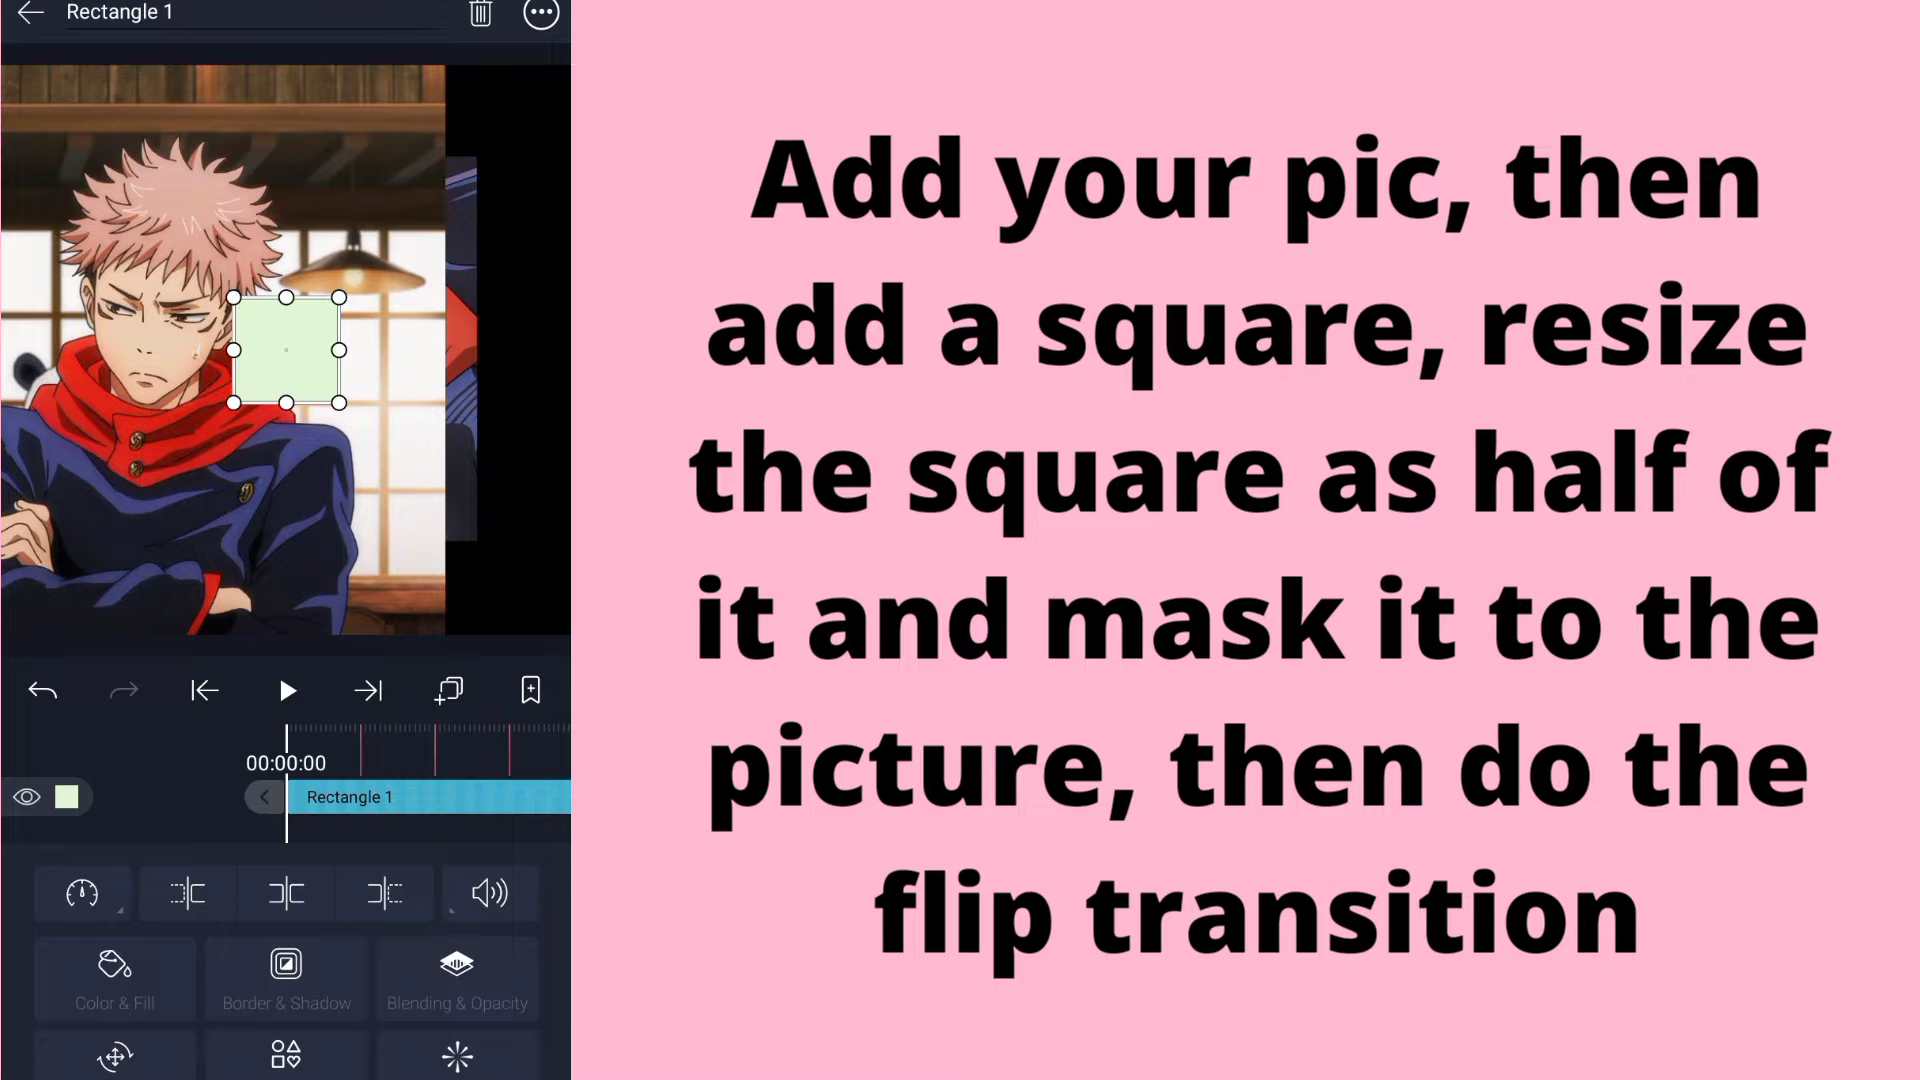 Rectangle 1
Add your pic, then
add a square, resize
the square as half of
it and mask it to the
picture, then do the
flip transition
00:00:00
Rectangle 1
Color & Fill
Border & Shadow
Blending & Opacity